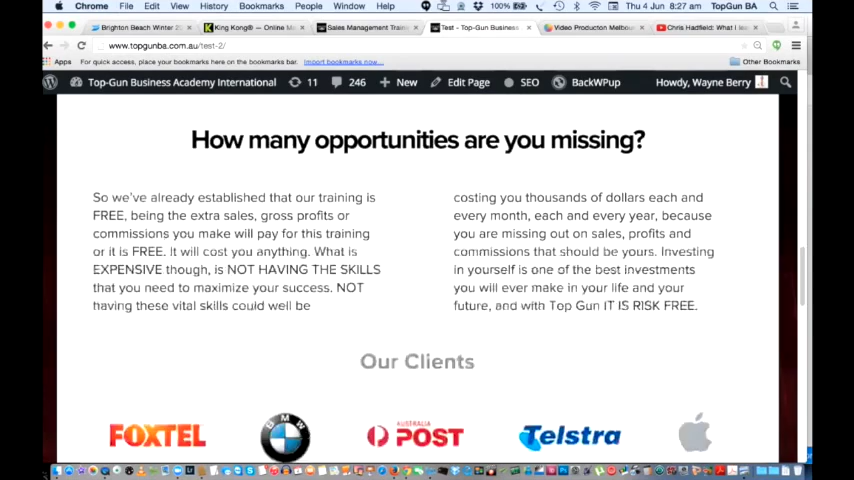 Chrome File Edit View History Bookmarks People Window Help 100% Thu 4 Jun 8:27 am TopGun BA
Brighton Beach Winter 2 King Kong® — Online M Sales Management Traini Test - Top-Gun Business Video Producton Melbou Chris Hadfield: What I le
www.topgunba.com.au/test-2/
Apps For quick access, place your bookmarks here on the bookmarks bar. Import bookmarks now... Other Bookmarks
Top-Gun Business Academy International 11 246 New Edit Page SEO BackWPup Howdy, Wayne Berry
How many opportunities are you missing?
So we've already established that our training is
FREE, being the extra sales, gross profits or
commissions you make will pay for this training
or it is FREE. It will cost you anything. What is
EXPENSIVE though, is NOT HAVING THE SKILLS
that you need to maximize your success. NOT
having these vital skills could well be
costing you thousands of dollars each and
every month, each and every year, because
you are missing out on sales, profits and
commissions that should be yours. Investing
in yourself is one of the best investments
you will ever make in your life and your
future, and with Top Gun IT IS RISK FREE.
Our Clients
FOXTEL
BMW
AUSTRALIA
POST
Telstra